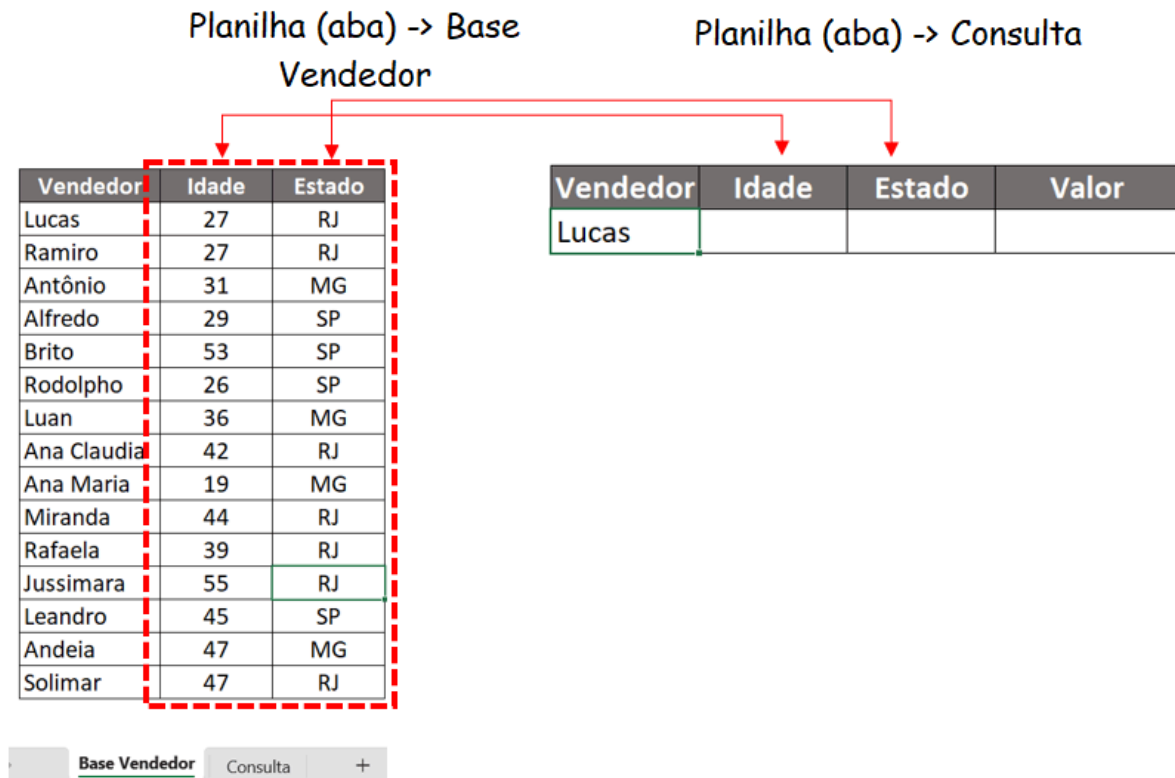 Planilha (aba) -> Base
Vendedor
Planilha (aba) -> Consulta
Vendedor Idade Estado
Lucas 27 RJ
Ramiro 27 RJ
Antônio 31 MG
Alfredo 29 SP
Brito 53 SP
Rodolpho 26 SP
Luan 36 MG
Ana Claudia 42 RJ
Ana Maria 19 MG
Miranda 44 RJ
Rafaela 39 RJ
Jussimara 55 RJ
Leandro 45 SP
Andeia 47 MG
Solimar 47 RJ
Vendedor Idade Estado Valor
Lucas
Base Vendedor Consulta +